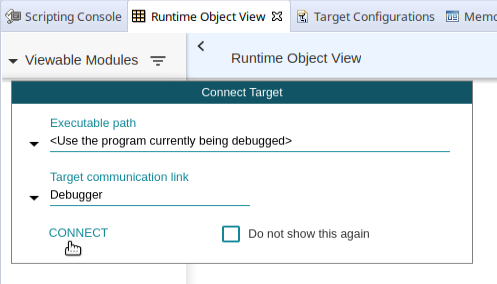 Scripting Console
Runtime Object View
Target Configurations
Viewable Modules
Runtime Object View
Connect Target
Executable path
<Use the program currently being debugged>
Target communication link
Debugger
CONNECT
Do not show this again